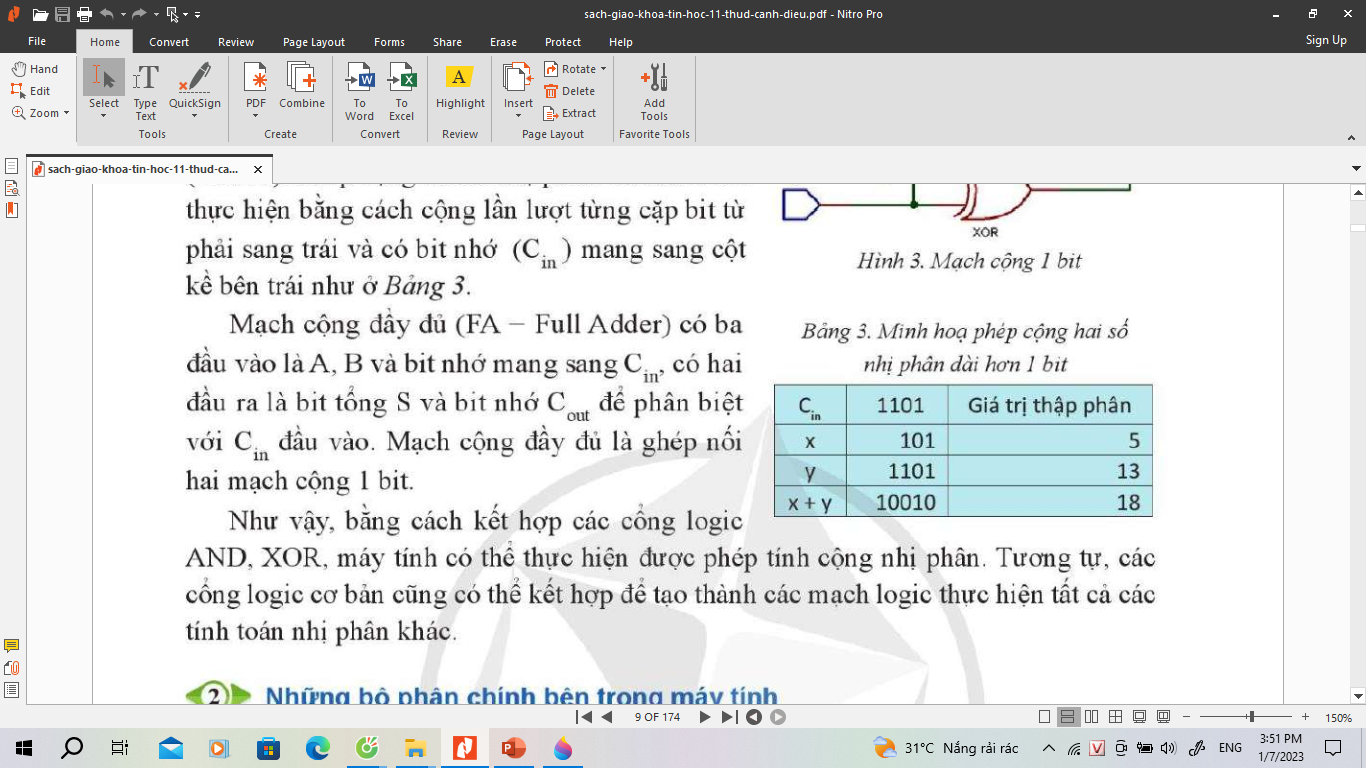 sach-giao-khoa-tin-hoc-11-thud-canh-dieu.pdf - Nitro Pro
File Home Convert Review Page Layout Forms Share Erase Protect Help Sign Up
Hand
Edit
Zoom
Select
Type Text
QuickSign
Tools
PDF
Combine
Create
To Word
To Excel
Convert
Highlight
Review
Insert
Rotate
Delete
Extract
Page Layout
Add Tools
Favorite Tools
sach-giao-khoa-tin-hoc-11-thud-ca...
thực hiện bằng cách cộng lần lượt từng cặp bit từ
phải sang trái và có bit nhớ (Cin) mang sang cột
kề bên trái như ở Bảng 3.
Mạch cộng đầy đủ (FA − Full Adder) có ba
đầu vào là A, B và bit nhớ mang sang Cin, có hai
đầu ra là bit tổng S và bit nhớ Cout để phân biệt
với Cin đầu vào. Mạch cộng đầy đủ là ghép nối
hai mạch cộng 1 bit.
XOR
Hình 3. Mạch cộng 1 bit
Bảng 3. Minh hoạ phép cộng hai số
nhị phân dài hơn 1 bit
Cin 1101 Giá trị thập phân
x 101 5
y 1101 13
x + y 10010 18
Như vậy, bằng cách kết hợp các cổng logic
AND, XOR, máy tính có thể thực hiện được phép tính cộng nhị phân. Tương tự, các
cổng logic cơ bản cũng có thể kết hợp để tạo thành các mạch logic thực hiện tất cả các
tính toán nhị phân khác.
2 Những bộ phận chính bên trong máy tính
9 OF 174
150%
31°C Nắng rải rác
ENG
3:51 PM
1/7/2023